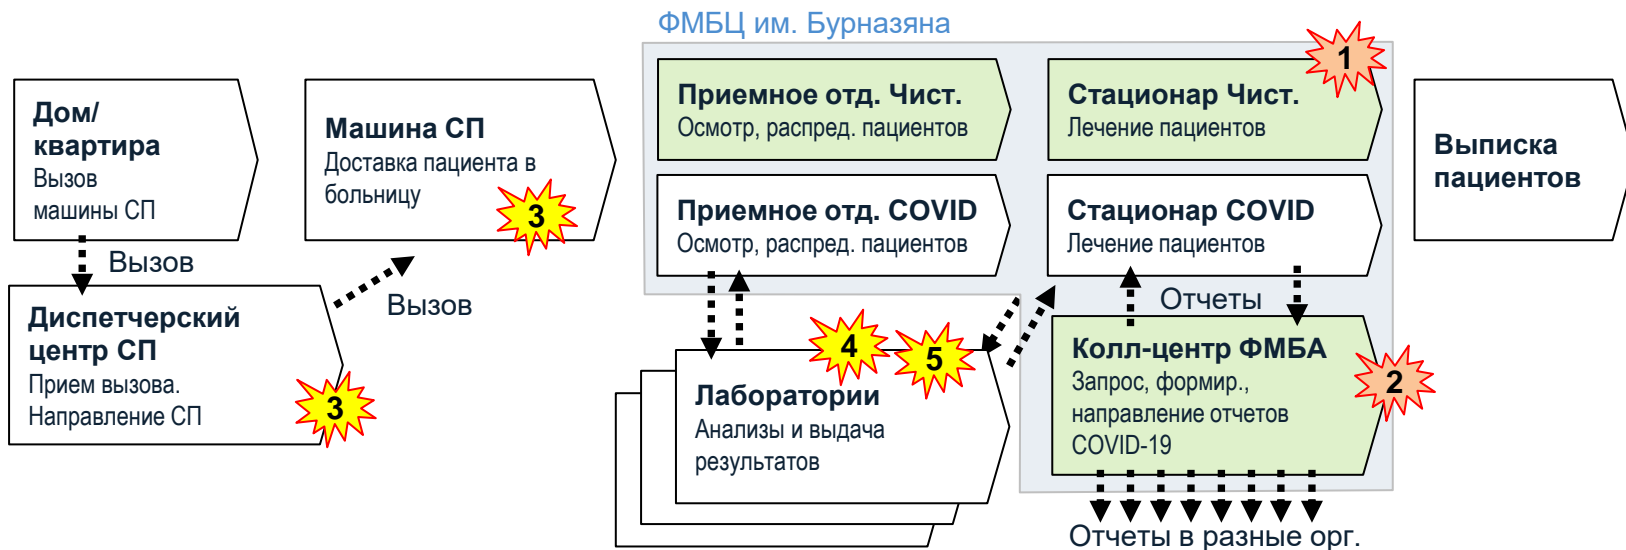 ФМБЦ им. Бурназяна
Дом/
квартира
Вызов
машины СП
Машина СП
Доставка пациента в
больницу
3
Приемное отд. Чист.
Осмотр, распред. пациентов
Стационар Чист.
Лечение пациентов
1
Приемное отд. COVID
Осмотр, распред. пациентов
Стационар COVID
Лечение пациентов
Выписка
пациентов
Вызов
Вызов
Диспетчерский
центр СП
Прием вызова.
Направление СП
3
4
5
Лаборатории
Анализы и выдача
результатов
Отчеты
Колл-центр ФМБА
Запрос, формир.,
направление отчетов
COVID-19
2
Отчеты в разные орг.